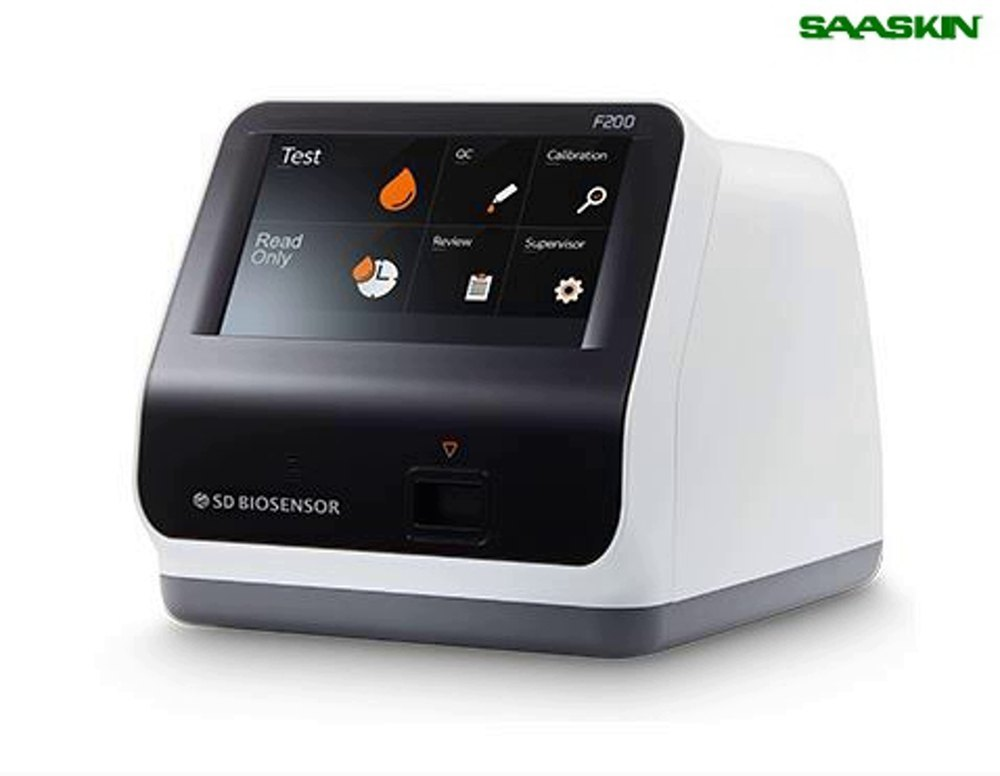 SAASKIN
F200
Test
QC
Calibration
Read
Only
Review
Supervisor
SD BIOSENSOR